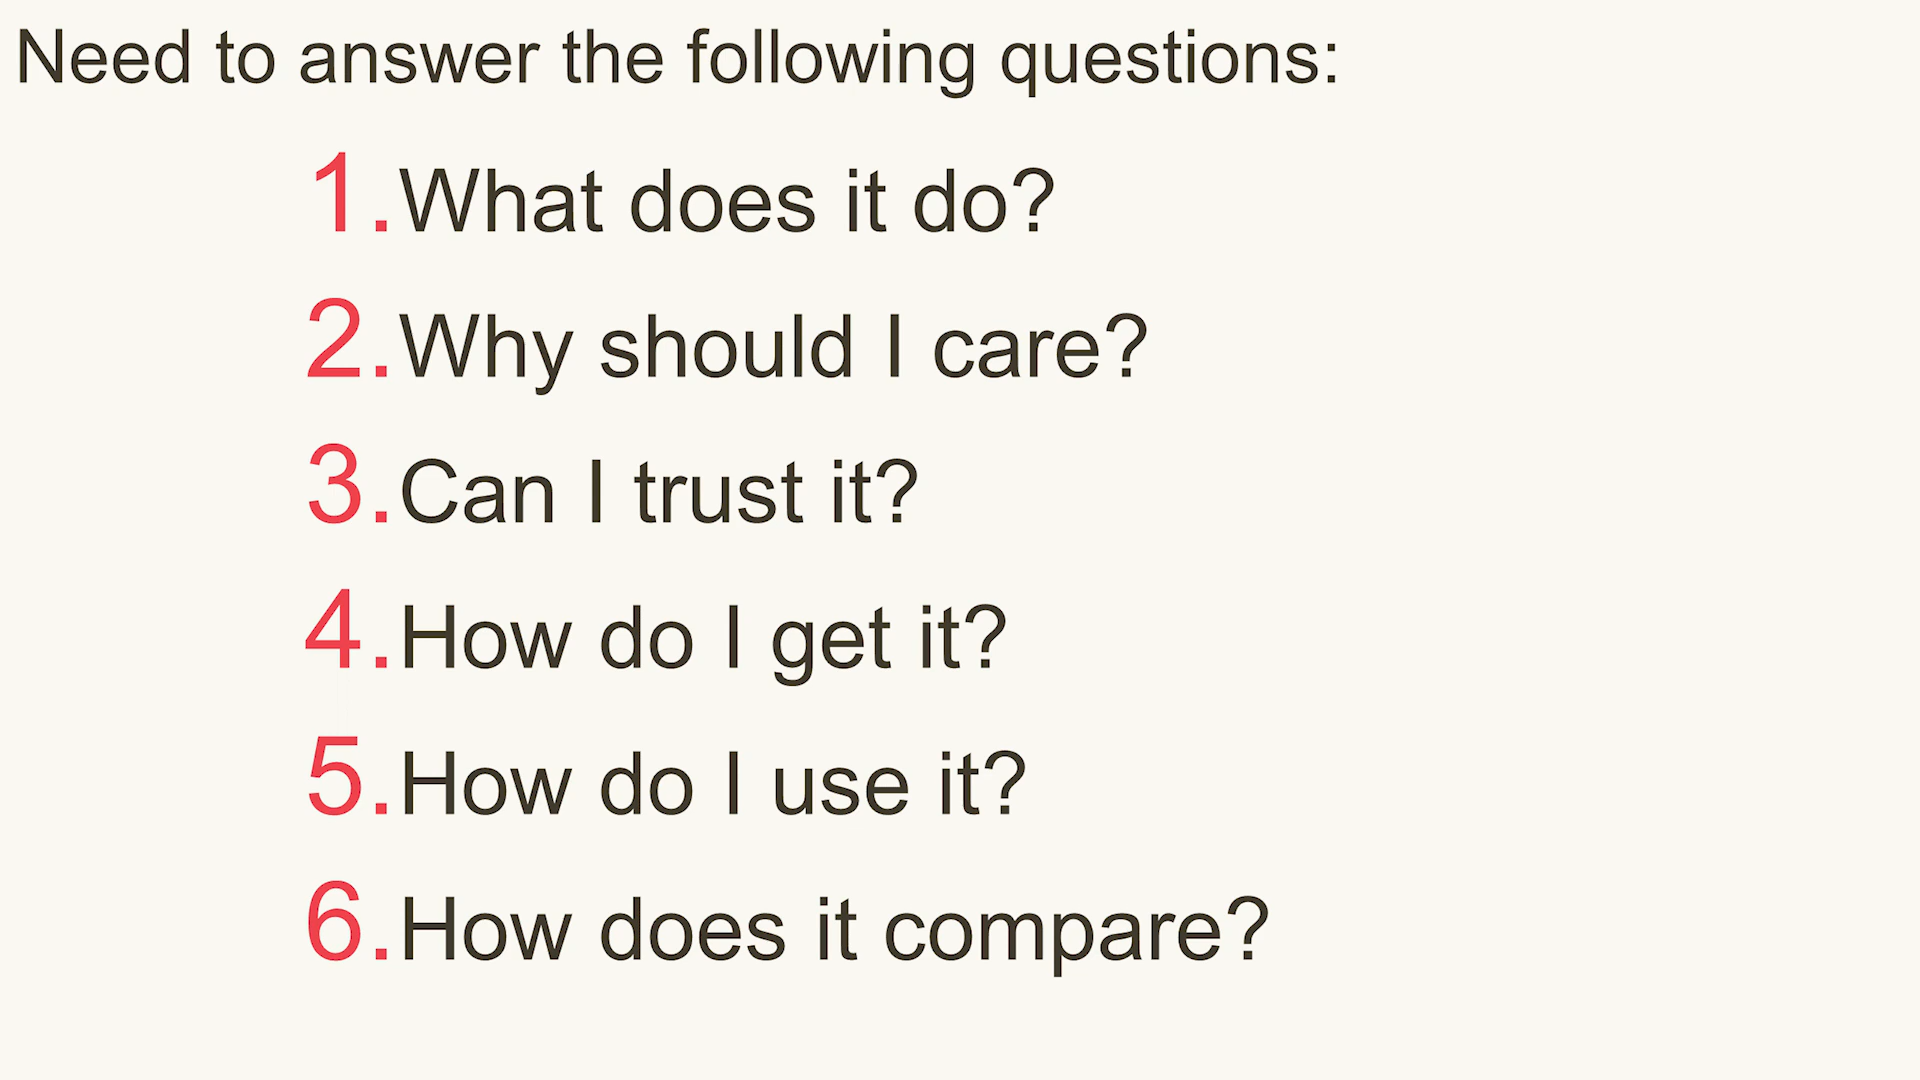 Need to answer the following questions:
1.What does it do?
2.Why should I care?
3.Can I trust it?
4.How do I get it?
5.How do I use it?
6.How does it compare?